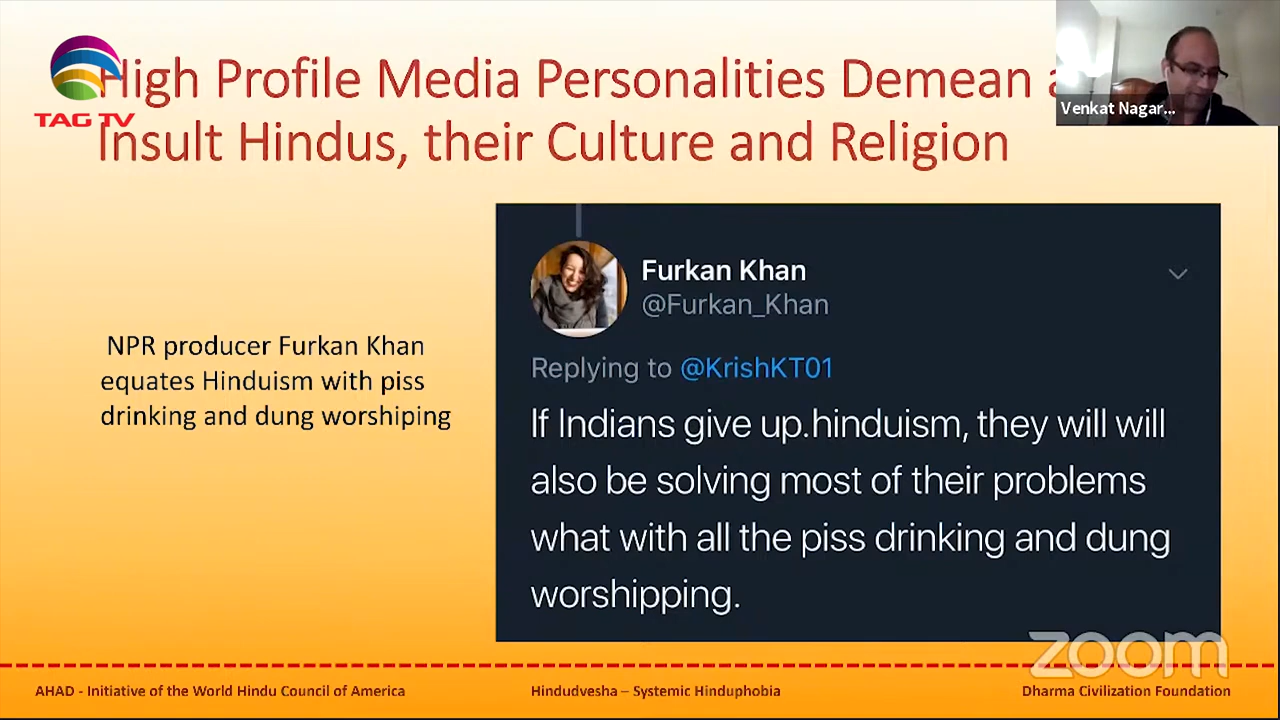 TAG TV
High Profile Media Personalities Demean a
Insult Hindus, their Culture and Religion
Venkat Nagar...
NPR producer Furkan Khan
equates Hinduism with piss
drinking and dung worshiping
Furkan Khan
@Furkan_Khan
Replying to @KrishKT01
If Indians give up.hinduism, they will will
also be solving most of their problems
what with all the piss drinking and dung
worshipping.
zoom
AHAD - Initiative of the World Hindu Council of America
Hindudvesha – Systemic Hinduphobia
Dharma Civilization Foundation